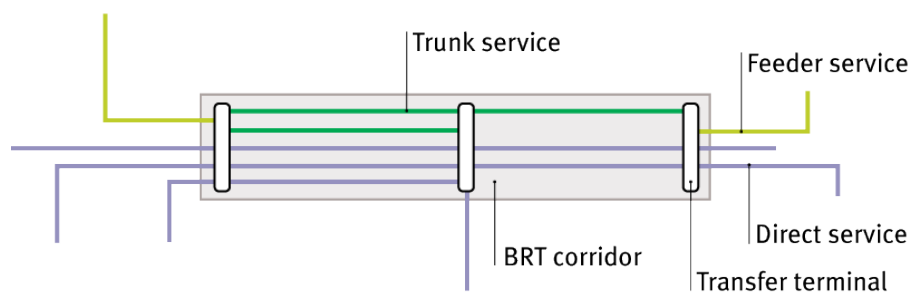 Trunk service
Feeder service
Direct service
BRT corridor
Transfer terminal